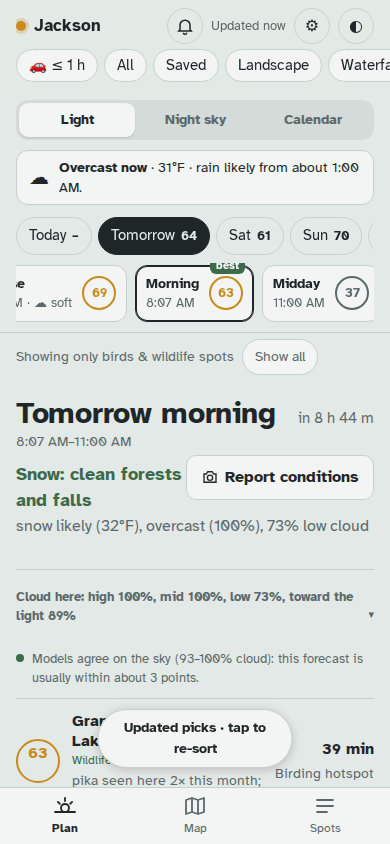 Jackson
Updated now
🚗 ≤ 1 h
All
Saved
Landscape
Light
Night sky
Calendar
Overcast now · 31°F · rain likely from about 1:00
AM.
Today –
Tomorrow 64
Sat 61
Sun 70
· ☁ soft
69
best
Morning
8:07 AM
63
Midday
11:00 AM
37
Showing only birds & wildlife spots
Show all
Tomorrow morning
in 8 h 44 m
8:07 AM–11:00 AM
Snow: clean forests
and falls
Report conditions
snow likely (32°F), overcast (100%), 73% low cloud
Cloud here: high 100%, mid 100%, low 73%, toward the
light 89%
Models agree on the sky (93–100% cloud): this forecast is
usually within about 3 points.
63
39 min
Birding hotspot
pika seen here 2× this month;
Updated picks · tap to
re-sort
Plan
Map
Spots